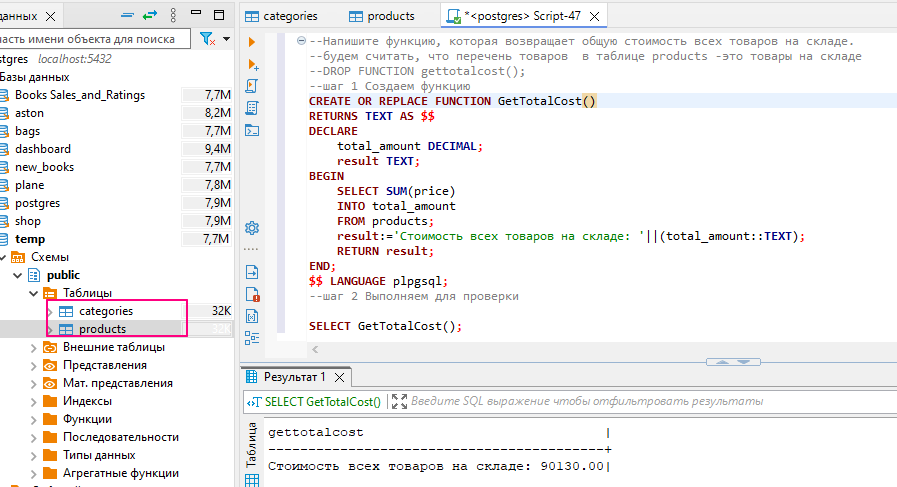 данных
categories
products
*<postgres> Script-47
асть имени объекта для поиска
stgres localhost:5432
Базы данных
Books Sales_and_Ratings 7,7M
aston 8,2M
bags 7,7M
dashboard 9,4M
new_books 7,7M
plane 7,8M
postgres 7,9M
shop 7,9M
temp 7,7M
Схемы
public
Таблицы
categories 32K
products 32K
Внешние таблицы
Представления
Мат. представления
Индексы
Функции
Последовательности
Типы данных
Агрегатные функции
--Напишите функцию, которая возвращает общую стоимость всех товаров на складе.
--будем считать, что перечень товаров  в таблице products -это товары на складе
--DROP FUNCTION gettotalcost();
--шаг 1 Создаем функцию
CREATE OR REPLACE FUNCTION GetTotalCost()
RETURNS TEXT AS $$
DECLARE
total_amount DECIMAL;
result TEXT;
BEGIN
SELECT SUM(price)
INTO total_amount
FROM products;
result:='Стоимость всех товаров на складе: '||(total_amount::TEXT);
RETURN result;
END;
$$ LANGUAGE plpgsql;
--шаг 2 Выполняем для проверки
SELECT GetTotalCost();
Результат 1
SELECT GetTotalCost()
Введите SQL выражение чтобы отфильтровать результаты
Таблица
gettotalcost |
------------------------------------------+
Стоимость всех товаров на складе: 90130.00|